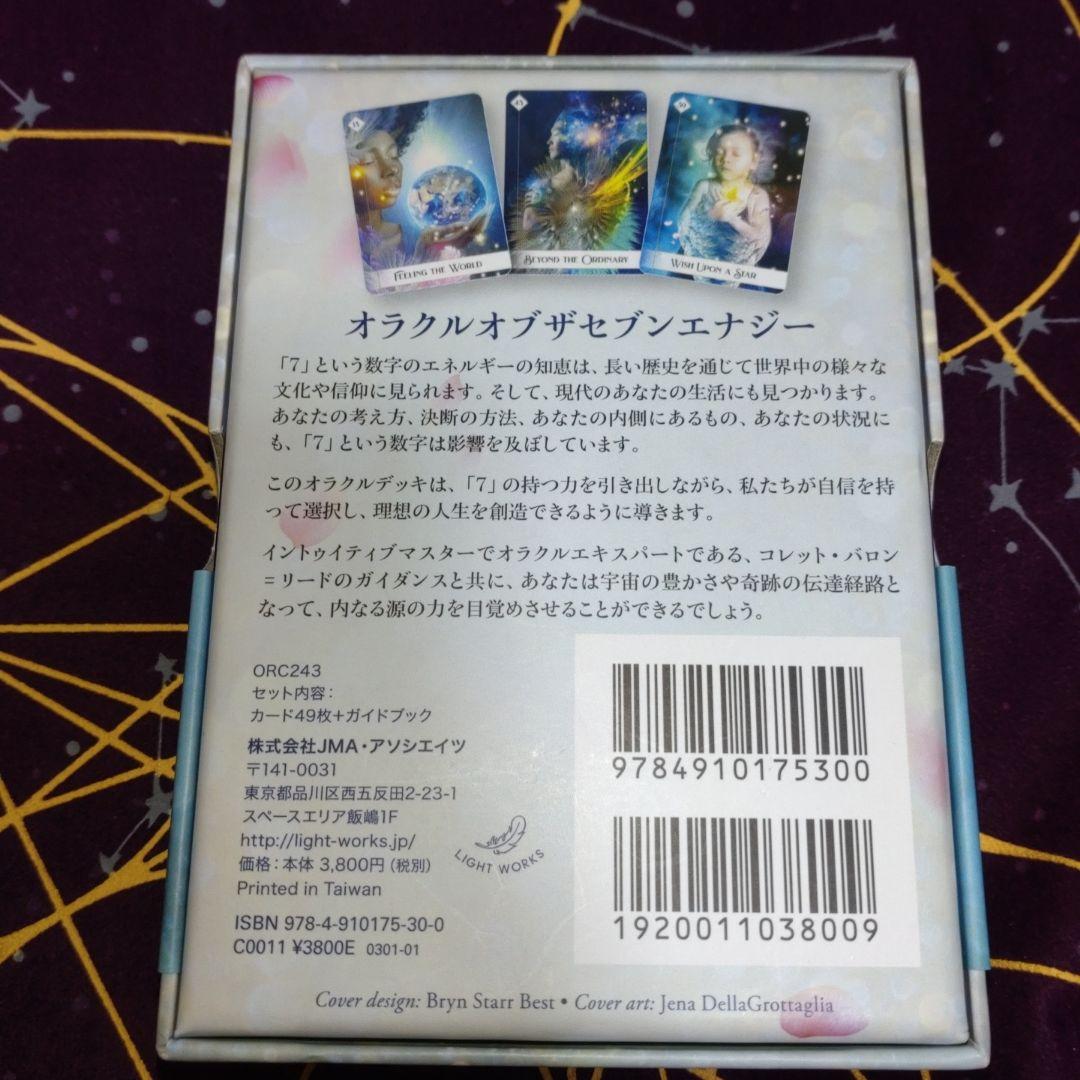 11
FEELING THE WORLD
43
BEYOND THE ORDINARY
WISH UPON A STAR
オラクルオブザセブンエナジー
「7」という数字のエネルギーの知恵は、長い歴史を通じて世界中の様々な
文化や信仰に見られます。そして、現代のあなたの生活にも見つかります。
あなたの考え方、決断の方法、あなたの内側にあるもの、あなたの状況に
も、「7」という数字は影響を及ぼしています。
このオラクルデッキは、「7」の持つ力を引き出しながら、私たちが自信を持
って選択し、理想の人生を創造できるように導きます。
イントゥイティブマスターでオラクルエキスパートである、コレット・バロン
=リードのガイダンスと共に、あなたは宇宙の豊かさや奇跡の伝達経路と
なって、内なる源の力を目覚めさせることができるでしょう。
ORC243
セット内容:
カード49枚+ガイドブック
株式会社JMA・アソシエイツ
〒141-0031
東京都品川区西五反田2-23-1
スペースエリア飯嶋1F
http://light-works.jp/
価格:本体 3,800円(税別)
Printed in Taiwan
LIGHT WORKS
ISBN 978-4-910175-30-0
C0011 ¥3800E 0301-01
9784910175300
1920011038009
Cover design: Bryn Starr Best • Cover art: Jena DellaGrottaglia